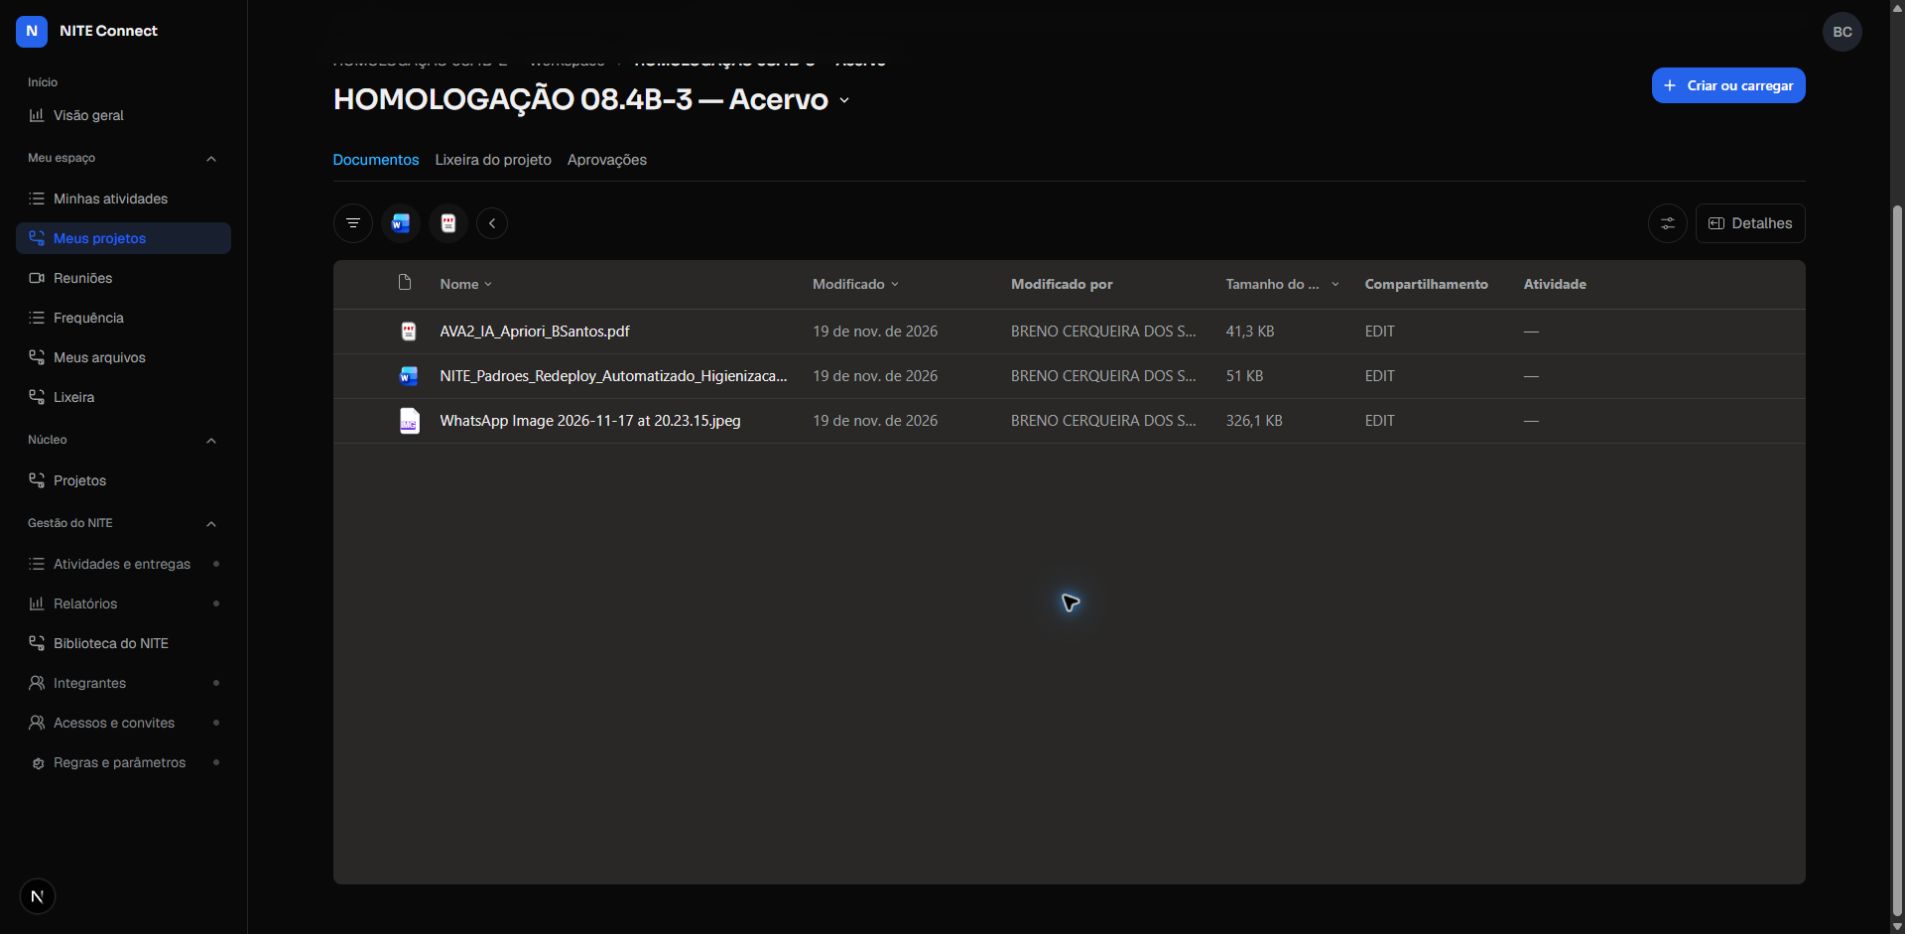 N NITE Connect
BC
Início
Visão geral
Meu espaço
Minhas atividades
Meus projetos
Reuniões
Frequência
Meus arquivos
Lixeira
Núcleo
Projetos
Gestão do NITE
Atividades e entregas
Relatórios
Biblioteca do NITE
Integrantes
Acessos e convites
Regras e parâmetros
N
HOMOLOGAÇÃO 08.4B-3 — Acervo
+ Criar ou carregar
Documentos Lixeira do projeto Aprovações
Detalhes
Nome Modificado Modificado por Tamanho do ... Compartilhamento Atividade
AVA2_IA_Apriori_BSantos.pdf 19 de nov. de 2026 BRENO CERQUEIRA DOS S... 41,3 KB EDIT —
NITE_Padroes_Redeploy_Automatizado_Higienizaca... 19 de nov. de 2026 BRENO CERQUEIRA DOS S... 51 KB EDIT —
WhatsApp Image 2026-11-17 at 20.23.15.jpeg 19 de nov. de 2026 BRENO CERQUEIRA DOS S... 326,1 KB EDIT —